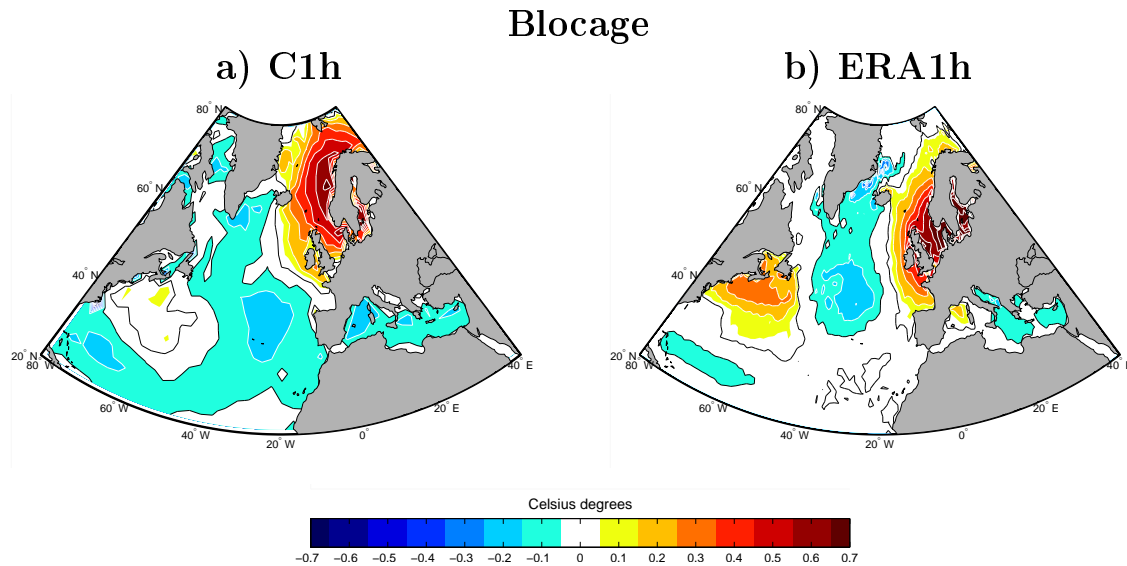 Blocage
a) C1h
b) ERA1h
80° N
60° N
40° N
20° N
80° W
60° W
40° W
20° W
0°
20° E
40° E
80° N
60° N
40° N
20° N
80° W
60° W
40° W
20° W
0°
20° E
40° E
Celsius degrees
−0.7 −0.6 −0.5 −0.4 −0.3 −0.2 −0.1 0 0.1 0.2 0.3 0.4 0.5 0.6 0.7